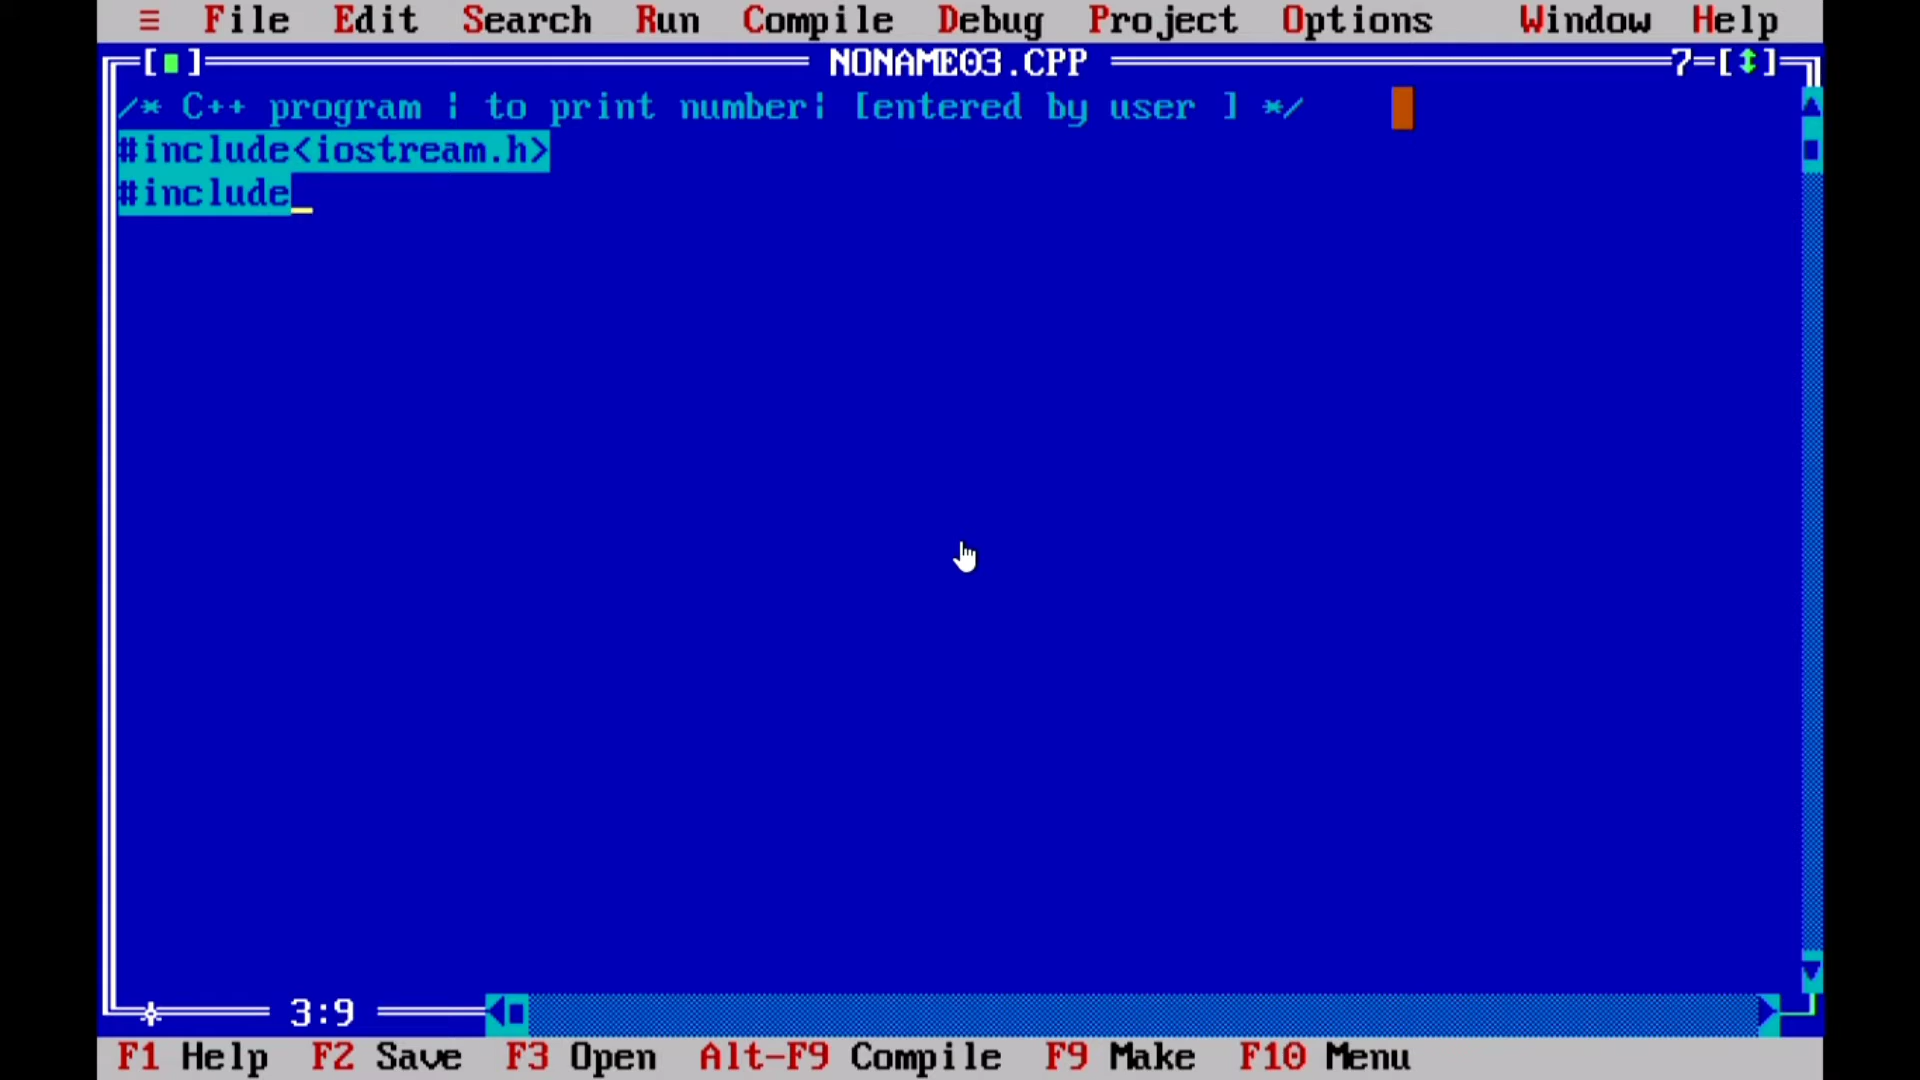 ≡ File Edit Search Run Compile Debug Project Options Window Help
[■] NONAME03.CPP 7=[↕]
/* C++ program | to print number| [entered by user ] */
#include<iostream.h>
#include_
3:9
F1 Help F2 Save F3 Open Alt-F9 Compile F9 Make F10 Menu